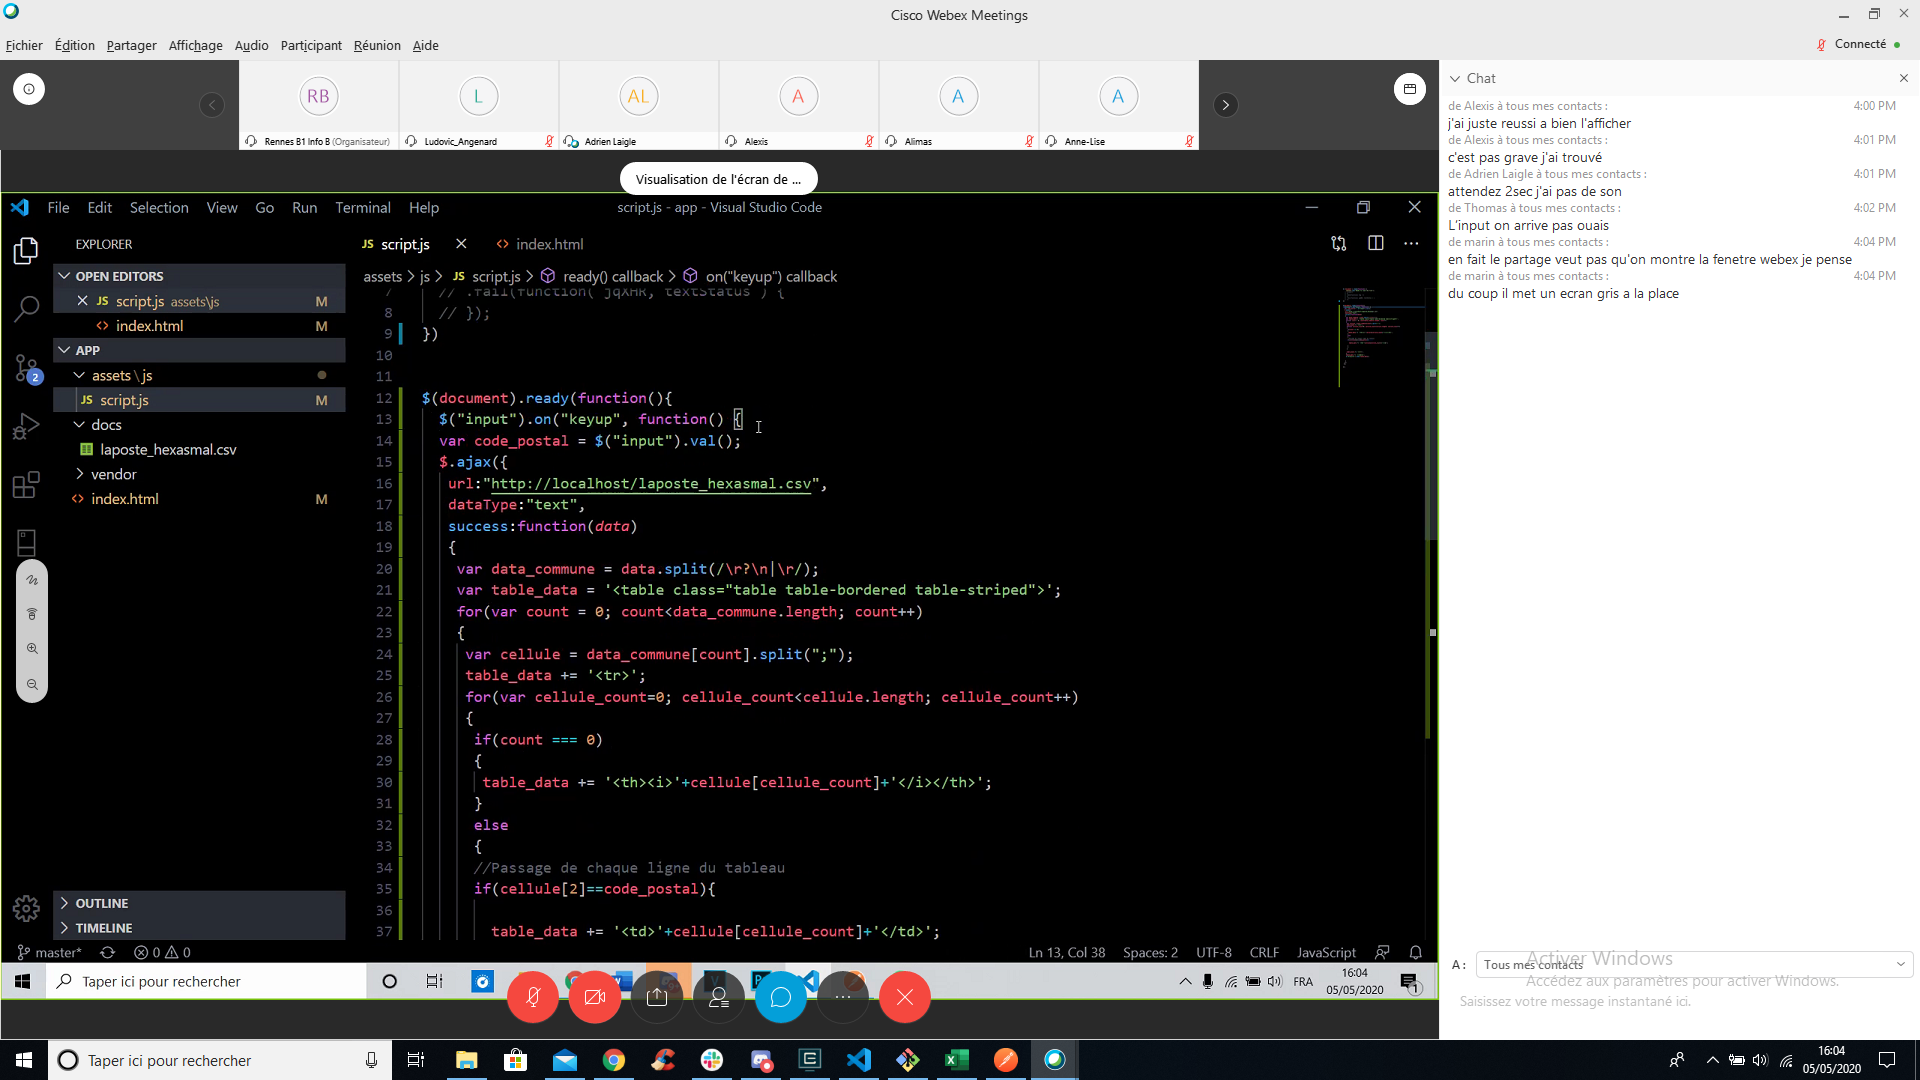 Cisco Webex Meetings
Fichier Édition Partager Affichage Audio Participant Réunion Aide
Connecté
RB L AL A A A
Rennes B1 Info B (Organisateur) Ludovic_Angenard Adrien Laigle Alexis Alimas Anne-Lise
Visualisation de l'écran de ...
File Edit Selection View Go Run Terminal Help
script.js - app - Visual Studio Code
EXPLORER
OPEN EDITORS
JS script.js assets\js M
<> index.html M
APP
assets \ js
JS script.js M
docs
laposte_hexasmal.csv
vendor
<> index.html M
2
OUTLINE
TIMELINE
JS script.js
<> index.html
assets > js > JS script.js > ready() callback > on("keyup") callback
7 // .fail(function( jqXHR, textStatus ) {
8 // });
9 })
10
11
12 $(document).ready(function(){
13 $("input").on("keyup", function() {
14 var code_postal = $("input").val();
15 $.ajax({
16 url:"http://localhost/laposte_hexasmal.csv",
17 dataType:"text",
18 success:function(data)
19 {
20 var data_commune = data.split(/\r?\n|\r/);
21 var table_data = '<table class="table table-bordered table-striped">';
22 for(var count = 0; count<data_commune.length; count++)
23 {
24 var cellule = data_commune[count].split(";");
25 table_data += '<tr>';
26 for(var cellule_count=0; cellule_count<cellule.length; cellule_count++)
27 {
28 if(count === 0)
29 {
30 table_data += '<th><i>'+cellule[cellule_count]+'</i></th>';
31 }
32 else
33 {
34 //Passage de chaque ligne du tableau
35 if(cellule[2]==code_postal){
36
37 table_data += '<td>'+cellule[cellule_count]+'</td>';
master* 0 0
Ln 13, Col 38 Spaces: 2 UTF-8 CRLF JavaScript
Taper ici pour rechercher
FRA
16:04
05/05/2020
1
Chat
de Alexis à tous mes contacts : 4:00 PM
j'ai juste reussi a bien l'afficher
de Alexis à tous mes contacts : 4:01 PM
c'est pas grave j'ai trouvé
de Adrien Laigle à tous mes contacts : 4:01 PM
attendez 2sec j'ai pas de son
de Thomas à tous mes contacts : 4:02 PM
L'input on arrive pas ouais
de marin à tous mes contacts : 4:04 PM
en fait le partage veut pas qu'on montre la fenetre webex je pense
de marin à tous mes contacts : 4:04 PM
du coup il met un ecran gris a la place
A : Tous mes contacts
Activer Windows
Accédez aux paramètres pour activer Windows.
Saisissez votre message instantané ici.
Taper ici pour rechercher
16:04
05/05/2020